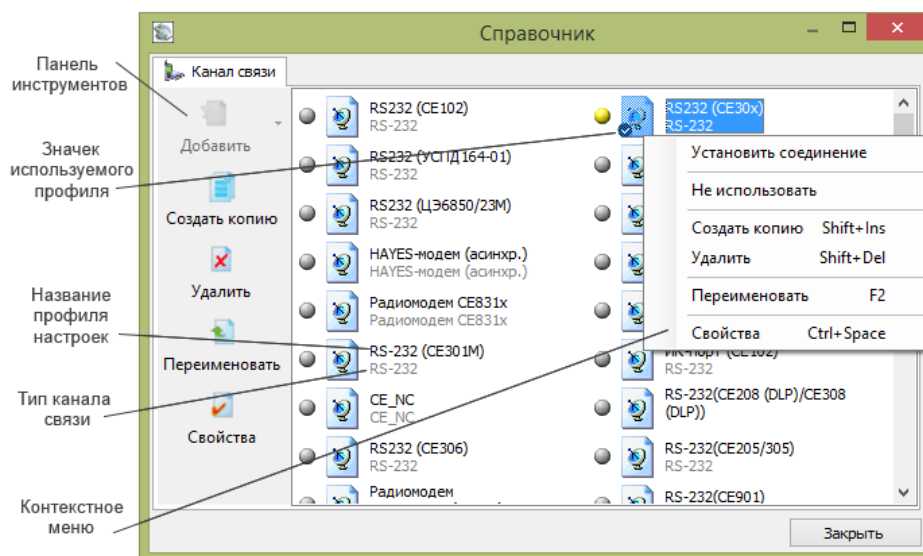 Справочник
Канал связи
Панель
инструментов
Значек
используемого
профиля
Название
профиля
настроек
Тип канала
связи
Контекстное
меню
Добавить
Создать копию
Удалить
Переименовать
Свойства
RS232 (CE102)
RS-232
RS232 (УСПД164-01)
RS-232
RS232 (ЦЭ6850/23М)
RS-232
HAYES-модем (асинхр.)
HAYES-модем (асинхр.)
Радиомодем CE831x
Радиомодем CE831x
RS-232 (CE301M)
RS-232
CE_NC
CE_NC
RS232 (CE306)
RS-232
Радиомодем
RS232 (CE30x)
RS-232
Установить соединение
Не использовать
Создать копию Shift+Ins
Удалить Shift+Del
Переименовать F2
Свойства Ctrl+Space
ИК-порт (CE102)
RS-232
RS-232(CE208 (DLP)/CE308
(DLP))
RS-232(CE205/305)
RS-232
RS-232(CE901)
Закрыть